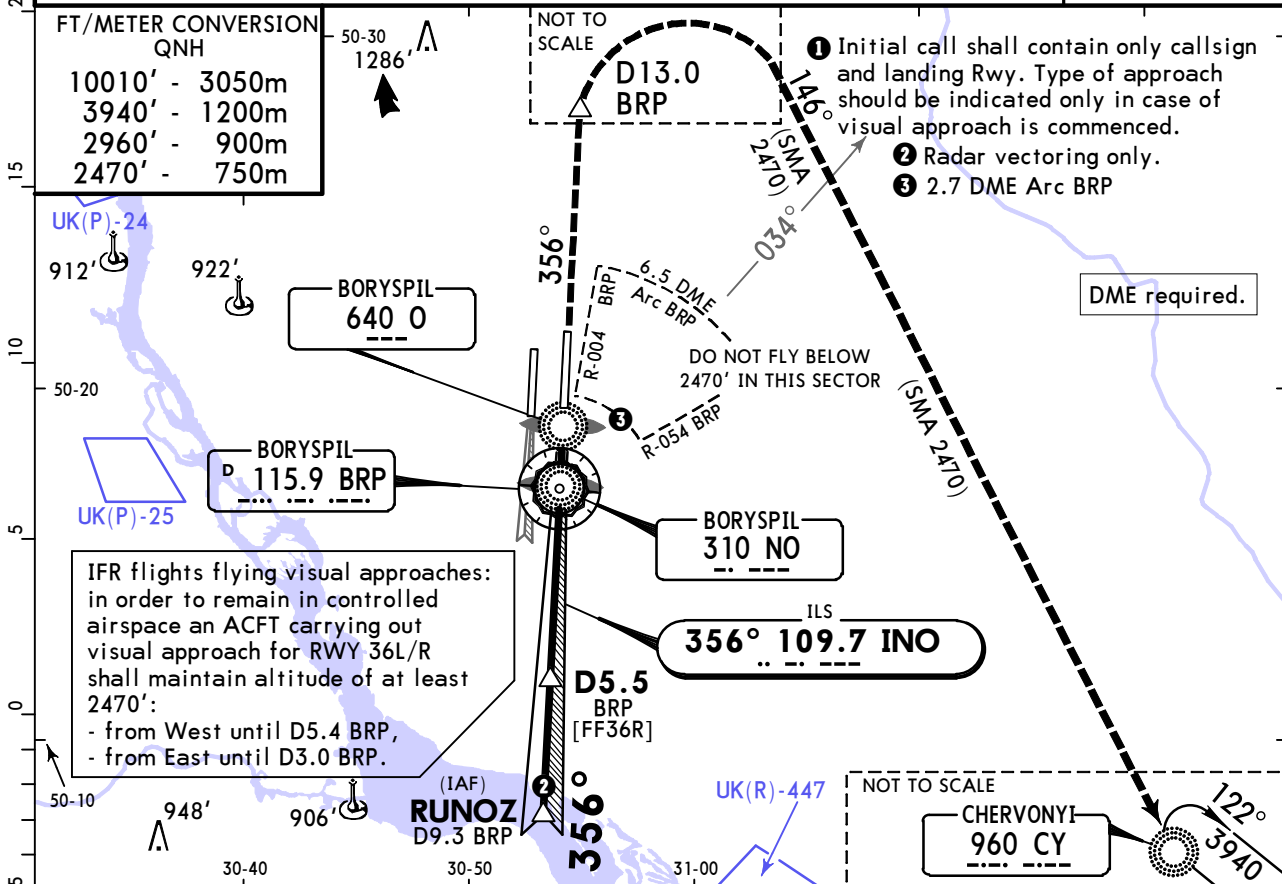 FT/METER CONVERSION
QNH
10010' - 3050m
3940' - 1200m
2960' - 900m
2470' - 750m
50-30
1286'
NOT TO
SCALE
D13.0
BRP
❶ Initial call shall contain only callsign
and landing Rwy. Type of approach
should be indicated only in case of
visual approach is commenced.
❷ Radar vectoring only.
❸ 2.7 DME Arc BRP
146°
(SMA
2470)
034°
356°
15
UK(P)-24
912'
922'
BORYSPIL
640 O
6.5 DME
Arc BRP
R-004 BRP
DO NOT FLY BELOW
2470' IN THIS SECTOR
❸
R-054 BRP
DME required.
10
50-20
(SMA 2470)
BORYSPIL
D 115.9 BRP
UK(P)-25
5
BORYSPIL
310 NO
ILS
356° 109.7 INO
IFR flights flying visual approaches:
in order to remain in controlled
airspace an ACFT carrying out
visual approach for RWY 36L/R
shall maintain altitude of at least
2470':
- from West until D5.4 BRP,
- from East until D3.0 BRP.
0
D5.5
BRP
[FF36R]
50-10
948'
906'
(IAF)
RUNOZ
D9.3 BRP
❷
356°
UK(R)-447
NOT TO SCALE
CHERVONYI
960 CY
122°
3940
30-40
30-50
31-00
5